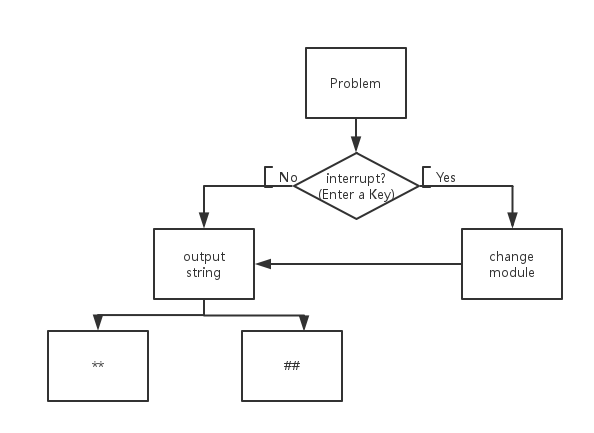 Problem
No
interrupt?
(Enter a Key)
Yes
output
string
change
module
**
##